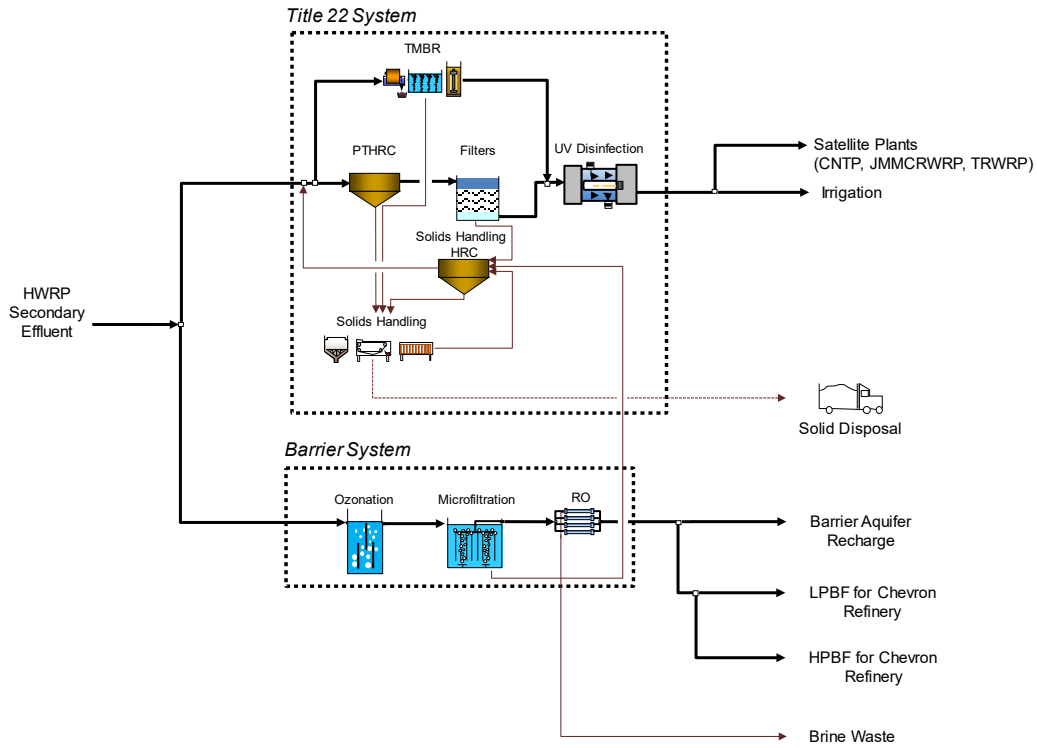 Title 22 System
TMBR
PTHRC
Filters
UV Disinfection
Satellite Plants
(CNTP, JMMCRWRP, TRWRP)
Irrigation
Solids Handling
HRC
HWRP
Secondary
Effluent
Solids Handling
Solid Disposal
Barrier System
Ozonation
Microfiltration
RO
Barrier Aquifer
Recharge
LPBF for Chevron
Refinery
HPBF for Chevron
Refinery
Brine Waste